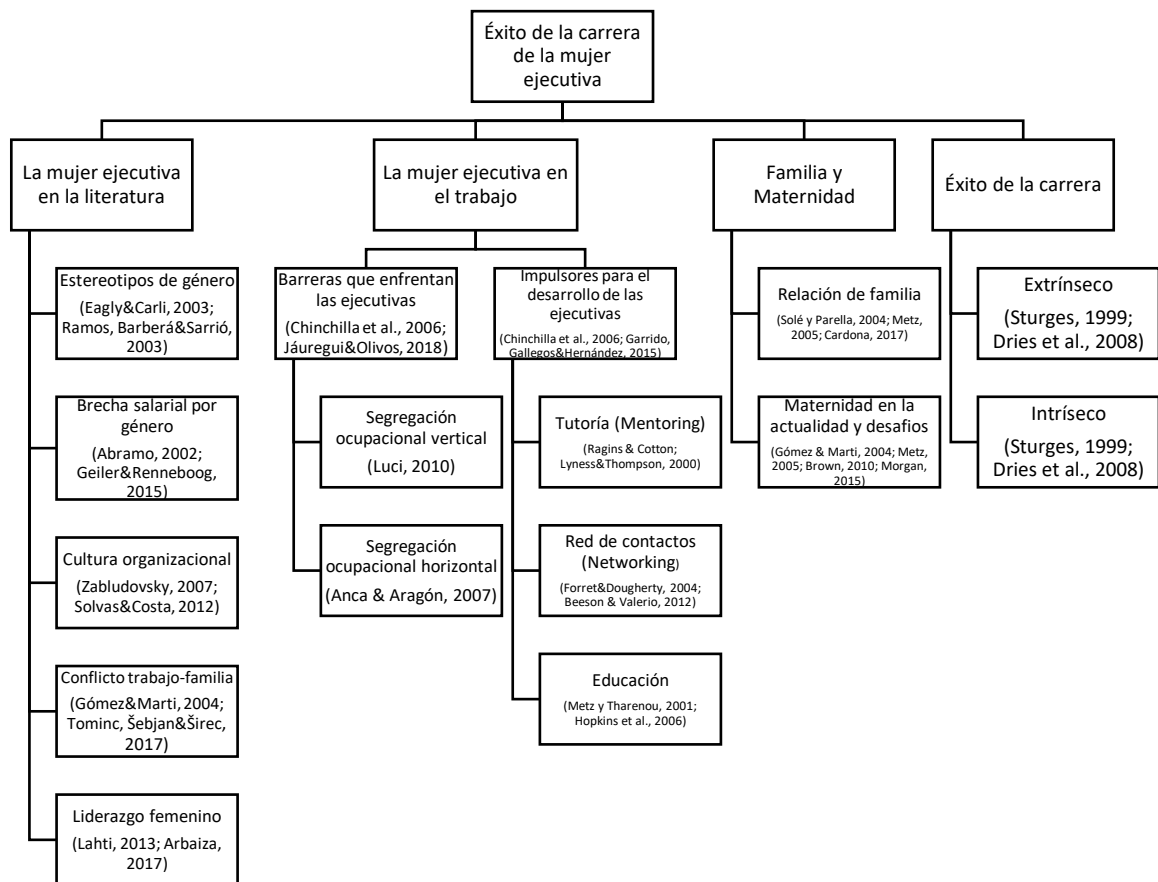 Éxito de la carrera
de la mujer
ejecutiva
La mujer ejecutiva
en la literatura
Estereotipos de género
(Eagly&Carli, 2003;
Ramos, Barberá&Sarrió,
2003)
Brecha salarial por
género
(Abramo, 2002;
Geiler&Renneboog,
2015)
Cultura organizacional
(Zabludovsky, 2007;
Solvas&Costa, 2012)
Conflicto trabajo-familia
(Gómez&Marti, 2004;
Tominc, Šebjan&Širec,
2017)
Liderazgo femenino
(Lahti, 2013; Arbaiza,
2017)
La mujer ejecutiva en
el trabajo
Barreras que enfrentan
las ejecutivas
(Chinchilla et al., 2006;
Jáuregui&Olivos, 2018)
Segregación
ocupacional vertical
(Luci, 2010)
Segregación
ocupacional horizontal
(Anca & Aragón, 2007)
Impulsores para el
desarrollo de las
ejecutivas
(Chinchilla et al., 2006; Garrido,
Gallegos&Hernández, 2015)
Tutoría (Mentoring)
(Ragins & Cotton;
Lyness&Thompson, 2000)
Red de contactos
(Networking)
(Forret&Dougherty, 2004;
Beeson & Valerio, 2012)
Educación
(Metz y Tharenou, 2001;
Hopkins et al., 2006)
Familia y
Maternidad
Relación de familia
(Solé y Parella, 2004; Metz,
2005; Cardona, 2017)
Maternidad en la
actualidad y desafios
(Gómez & Marti, 2004; Metz,
2005; Brown, 2010; Morgan,
2015)
Éxito de la carrera
Extrínseco
(Sturges, 1999;
Dries et al., 2008)
Intríseco
(Sturges, 1999;
Dries et al., 2008)